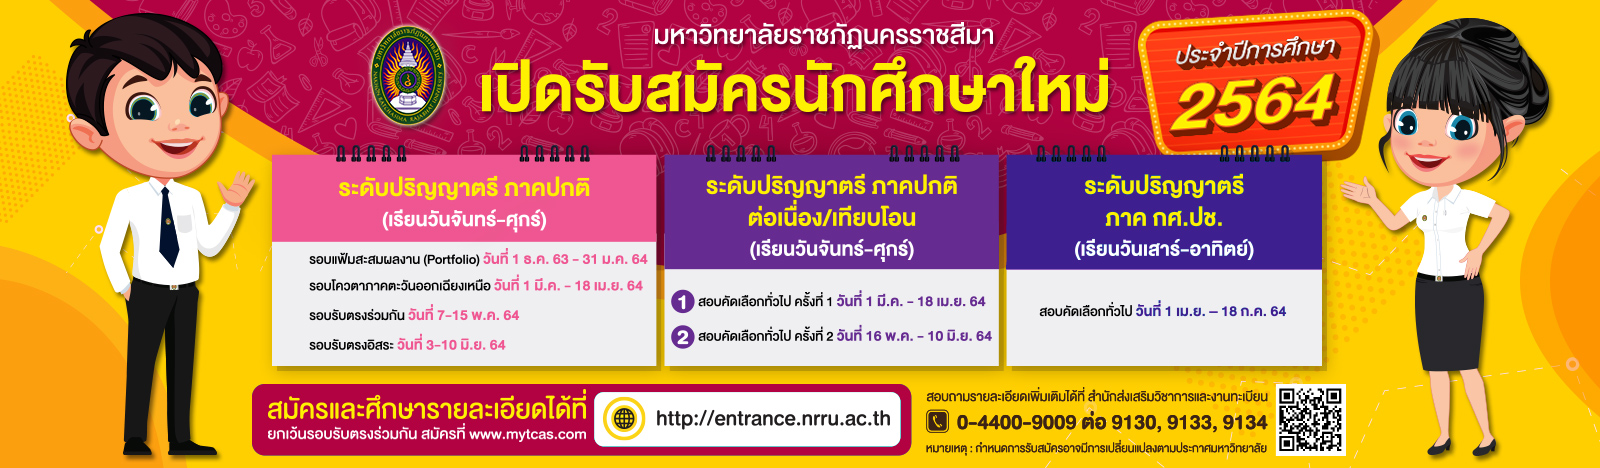 มหาวิทยาลัยราชภัฏนครราชสีมา
เปิดรับสมัครนักศึกษาใหม่
ประจำปีการศึกษา
2564
ระดับปริญญาตรี ภาคปกติ
(เรียนวันจันทร์-ศุกร์)
รอบแฟ้มสะสมผลงาน (Portfolio) วันที่ 1 ธ.ค. 63 - 31 ม.ค. 64
รอบโควตาภาคตะวันออกเฉียงเหนือ วันที่ 1 มี.ค. - 18 เม.ย. 64
รอบรับตรงร่วมกัน วันที่ 7-15 พ.ค. 64
รอบรับตรงอิสระ วันที่ 3-10 มิ.ย. 64
ระดับปริญญาตรี ภาคปกติ
ต่อเนื่อง/เทียบโอน
(เรียนวันจันทร์-ศุกร์)
1 สอบคัดเลือกทั่วไป ครั้งที่ 1 วันที่ 1 มี.ค. - 18 เม.ย. 64
2 สอบคัดเลือกทั่วไป ครั้งที่ 2 วันที่ 16 พ.ค. - 10 มิ.ย. 64
ระดับปริญญาตรี
ภาค กศ.ปช.
(เรียนวันเสาร์-อาทิตย์)
สอบคัดเลือกทั่วไป วันที่ 1 เม.ย. – 18 ก.ค. 64
สมัครและศึกษารายละเอียดได้ที่
ยกเว้นรอบรับตรงร่วมกัน สมัครที่ www.mytcas.com
http://entrance.nrru.ac.th
สอบถามรายละเอียดเพิ่มเติมได้ที่ สำนักส่งเสริมวิชาการและงานทะเบียน
0-4400-9009 ต่อ 9130, 9133, 9134
หมายเหตุ : กำหนดการรับสมัครอาจมีการเปลี่ยนแปลงตามประกาศมหาวิทยาลัย